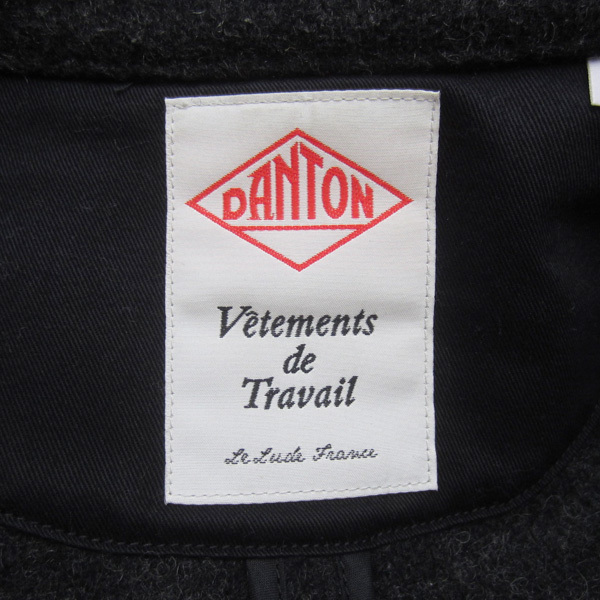 DANTON
Vêtements
de
Travail
Le Lude France